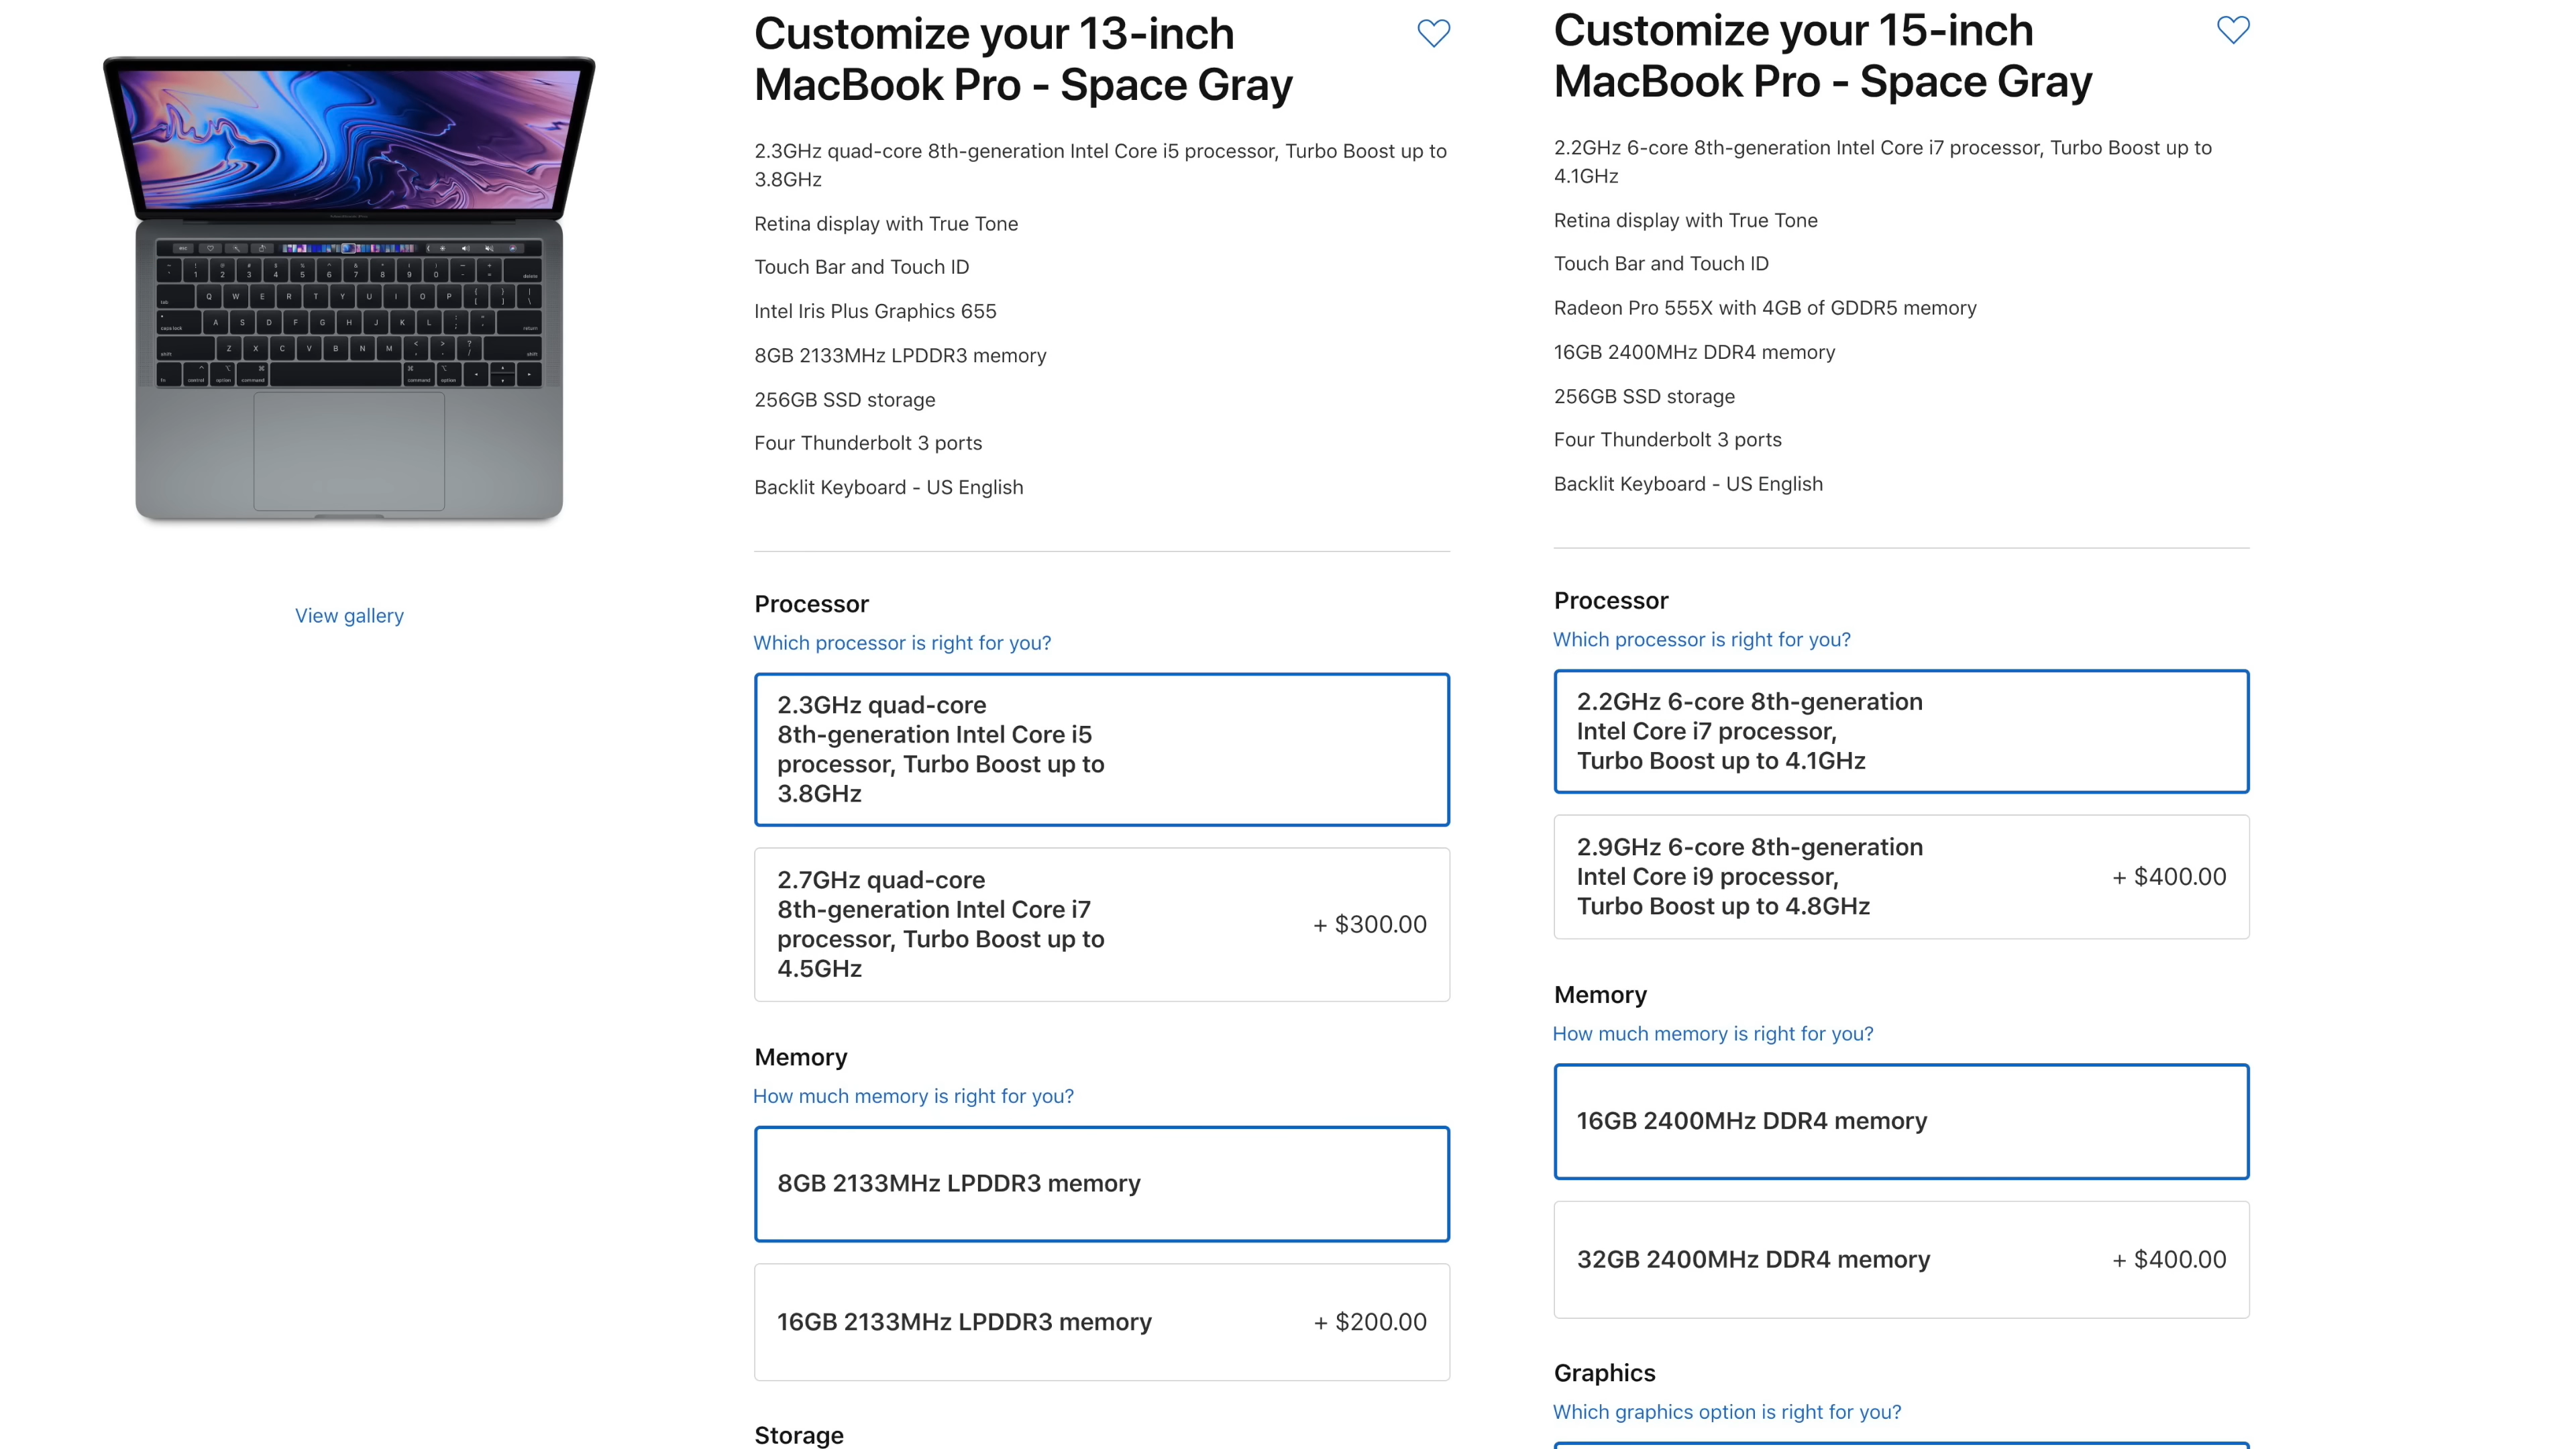 Customize your 13-inch
MacBook Pro - Space Gray
2.3GHz quad-core 8th-generation Intel Core i5 processor, Turbo Boost up to
3.8GHz
Retina display with True Tone
Touch Bar and Touch ID
Intel Iris Plus Graphics 655
8GB 2133MHz LPDDR3 memory
256GB SSD storage
Four Thunderbolt 3 ports
Backlit Keyboard - US English
View gallery
Processor
Which processor is right for you?
2.3GHz quad-core
8th-generation Intel Core i5
processor, Turbo Boost up to
3.8GHz
2.7GHz quad-core
8th-generation Intel Core i7
processor, Turbo Boost up to
4.5GHz
+ $300.00
Memory
How much memory is right for you?
8GB 2133MHz LPDDR3 memory
16GB 2133MHz LPDDR3 memory
+ $200.00
Storage
Customize your 15-inch
MacBook Pro - Space Gray
2.2GHz 6-core 8th-generation Intel Core i7 processor, Turbo Boost up to
4.1GHz
Retina display with True Tone
Touch Bar and Touch ID
Radeon Pro 555X with 4GB of GDDR5 memory
16GB 2400MHz DDR4 memory
256GB SSD storage
Four Thunderbolt 3 ports
Backlit Keyboard - US English
Processor
Which processor is right for you?
2.2GHz 6-core 8th-generation
Intel Core i7 processor,
Turbo Boost up to 4.1GHz
2.9GHz 6-core 8th-generation
Intel Core i9 processor,
Turbo Boost up to 4.8GHz
+ $400.00
Memory
How much memory is right for you?
16GB 2400MHz DDR4 memory
32GB 2400MHz DDR4 memory
+ $400.00
Graphics
Which graphics option is right for you?